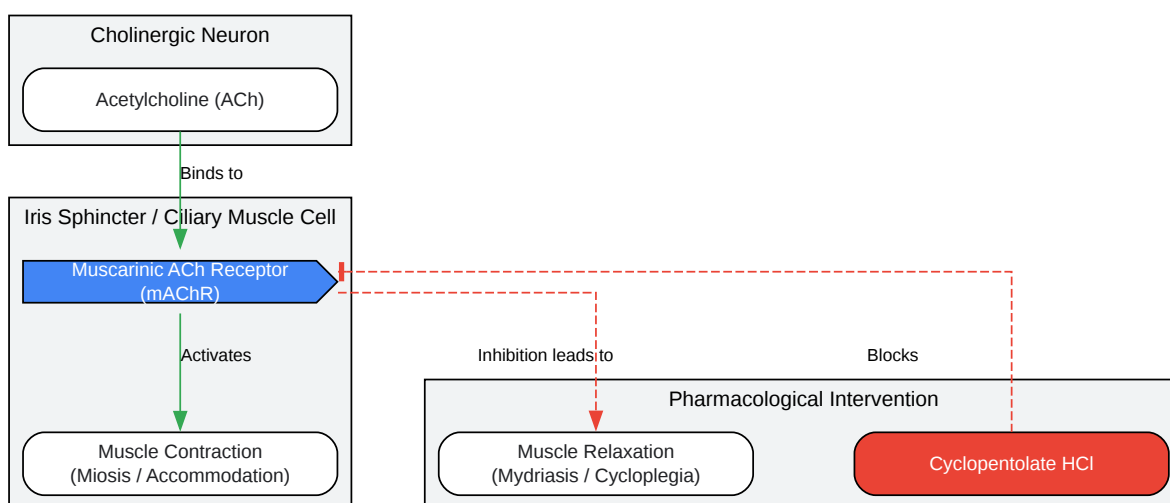 Cholinergic Neuron
Acetylcholine (ACh)
Binds to
Iris Sphincter / Ciliary Muscle Cell
Muscarinic ACh Receptor
(mAChR)
Activates
Inhibition leads to
Blocks
Pharmacological Intervention
Muscle Contraction
(Miosis / Accommodation)
Muscle Relaxation
(Mydriasis / Cycloplegia)
Cyclopentolate HCl